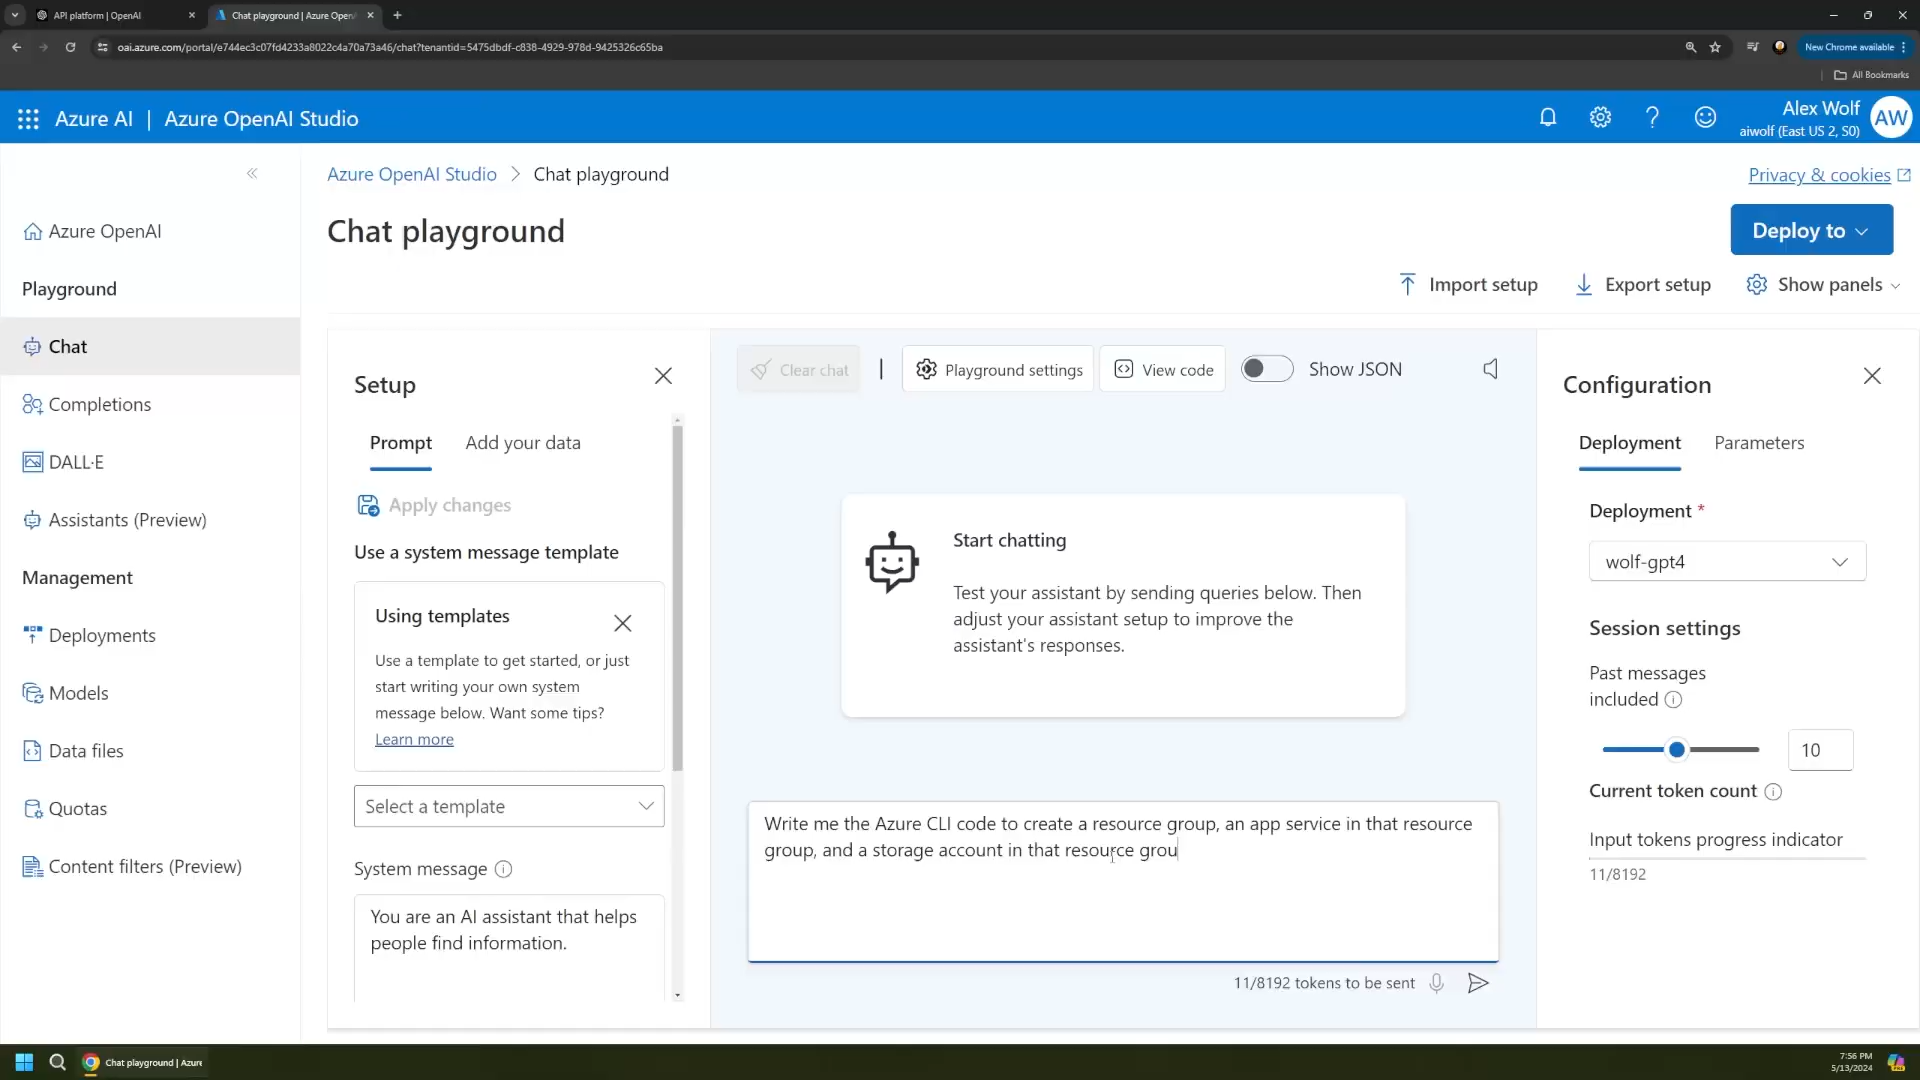 API platform | OpenAI
Chat playground | Azure Open
oai.azure.com/portal/e744ec3c07fd4233a8022c4a70a73a46/chat?tenantid=5475dbdf-c838-4929-978d-9425326c65ba
New Chrome available
All Bookmarks
Azure AI | Azure OpenAI Studio
Alex Wolf
aiwolf (East US 2, S0)
AW
Azure OpenAI Studio > Chat playground
Privacy & cookies
Chat playground
Deploy to
Import setup
Export setup
Show panels
Azure OpenAI
Playground
Chat
Completions
DALL·E
Assistants (Preview)
Management
Deployments
Models
Data files
Quotas
Content filters (Preview)
Setup
Prompt
Add your data
Apply changes
Use a system message template
Using templates
Use a template to get started, or just
start writing your own system
message below. Want some tips?
Learn more
Select a template
System message
You are an AI assistant that helps
people find information.
Clear chat
Playground settings
View code
Show JSON
Start chatting
Test your assistant by sending queries below. Then
adjust your assistant setup to improve the
assistant's responses.
Write me the Azure CLI code to create a resource group, an app service in that resource
group, and a storage account in that resource grou
11/8192 tokens to be sent
Configuration
Deployment
Parameters
Deployment *
wolf-gpt4
Session settings
Past messages
included
10
Current token count
Input tokens progress indicator
11/8192
Chat playground | Azure
7:56 PM
5/13/2024